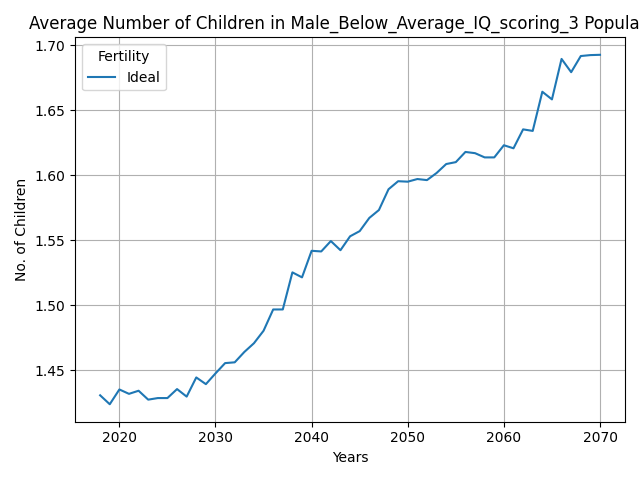 Average Number of Children in Male_Below_Average_IQ_scoring_3 Popula
1.70
1.65
1.60
1.55
1.50
1.45
No. of Children
Fertility
Ideal
2020 2030 2040 2050 2060 2070
Years